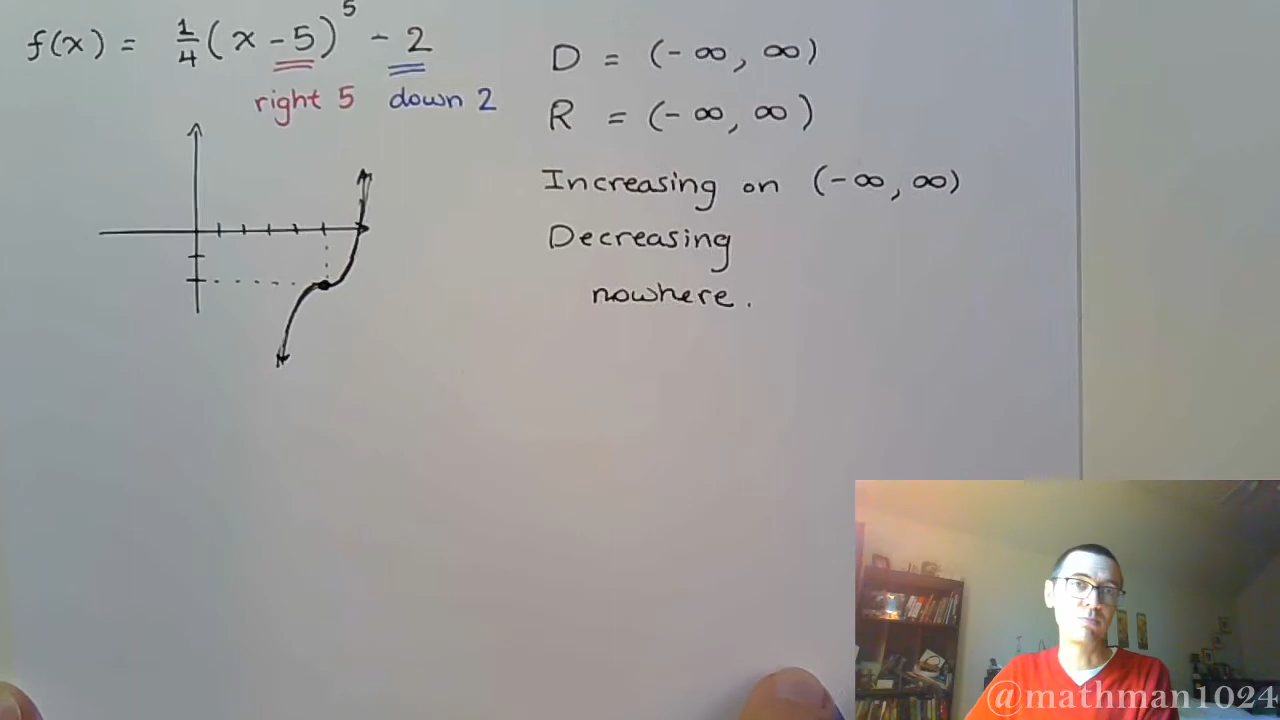 f(x) = 1/4 (x - 5)^5 - 2
right 5 down 2
D = (-∞, ∞)
R = (-∞, ∞)
Increasing on (-∞, ∞)
Decreasing
nowhere.
@mathman1024